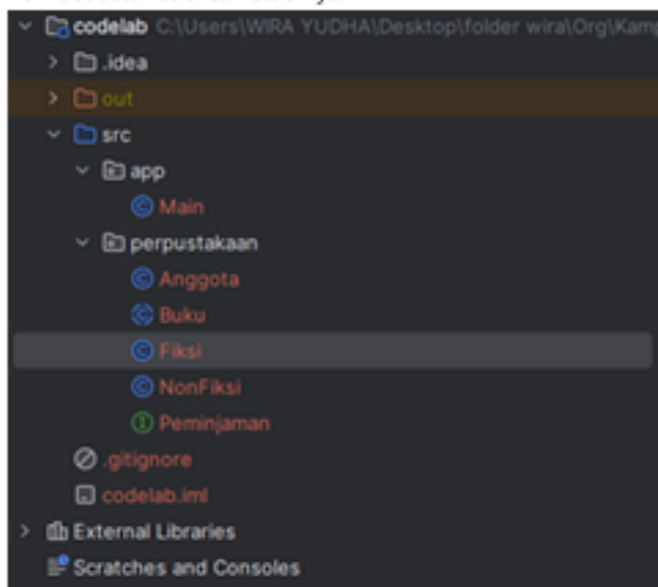 codelab C:\Users\WIRA YUDHA\Desktop\folder wira\Org\Kamp
.idea
out
src
app
Main
perpustakaan
Anggota
Buku
Fiksi
NonFiksi
Peminjaman
.gitignore
codelab.iml
External Libraries
Scratches and Consoles